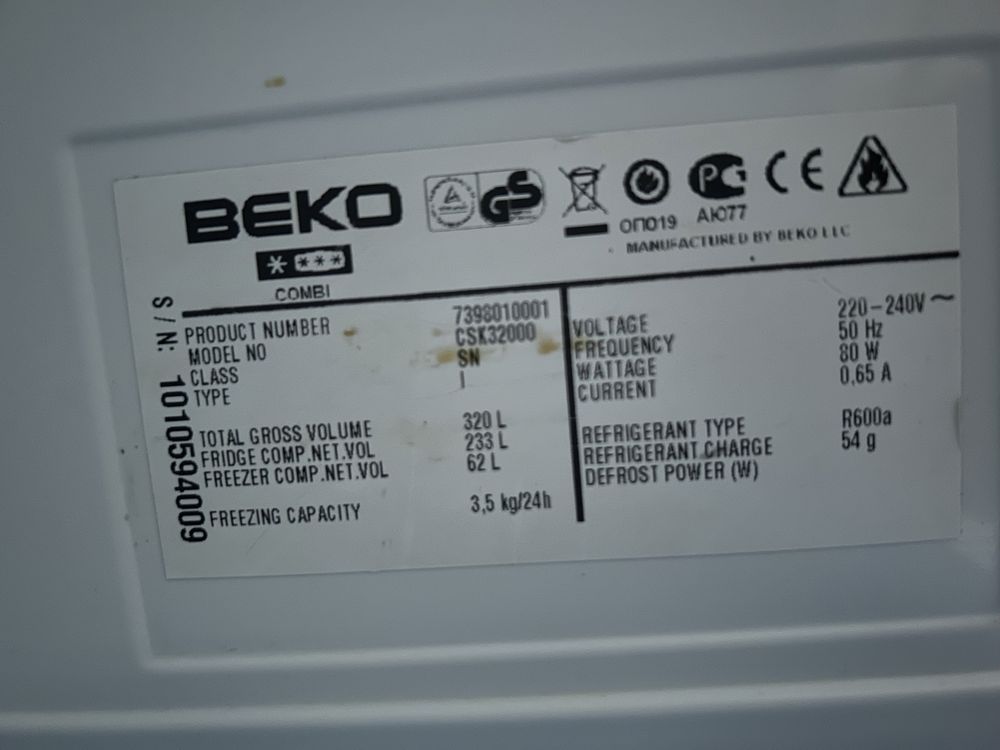 BEKO
COMBI
GS
ОП019
PG
АЮ77
CE
MANUFACTURED BY BEKO LLC
S/N: 10105940009
PRODUCT NUMBER 7398010001
MODEL NO CSK32000
CLASS SN
TYPE I
TOTAL GROSS VOLUME 320 L
FRIDGE COMP.NET.VOL 233 L
FREEZER COMP.NET.VOL 62 L
FREEZING CAPACITY 3,5 kg/24h
VOLTAGE 220-240V ~
FREQUENCY 50 Hz
WATTAGE 80 W
CURRENT 0,65 A
REFRIGERANT TYPE R600a
REFRIGERANT CHARGE 54 g
DEFROST POWER (W)